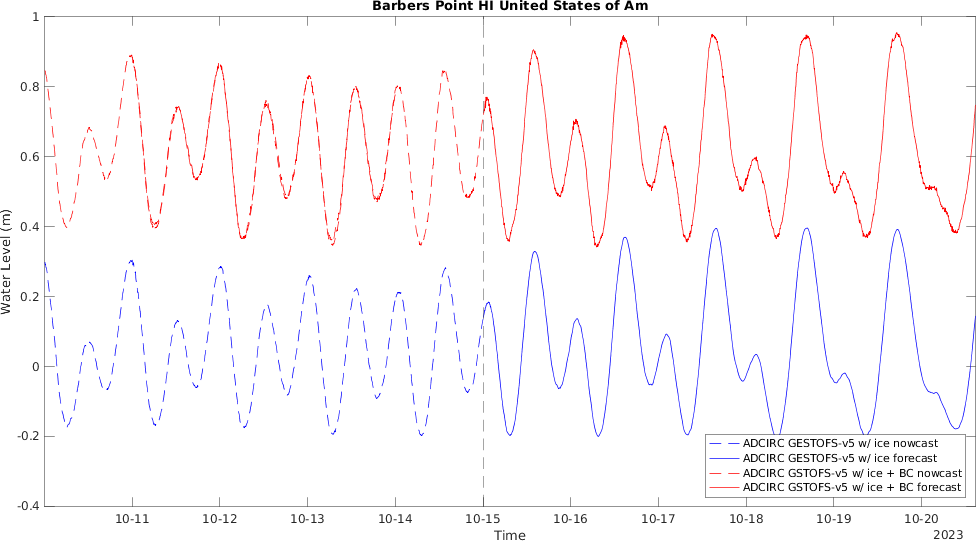 Barbers Point HI United States of Am
1
0.8
0.6
0.4
0.2
0
-0.2
-0.4
Water Level (m)
ADCIRC GESTOFS-v5 w/ ice nowcast
ADCIRC GESTOFS-v5 w/ ice forecast
ADCIRC GSTOFS-v5 w/ ice + BC nowcast
ADCIRC GSTOFS-v5 w/ ice + BC forecast
10-11 10-12 10-13 10-14 10-15 10-16 10-17 10-18 10-19 10-20
Time
2023